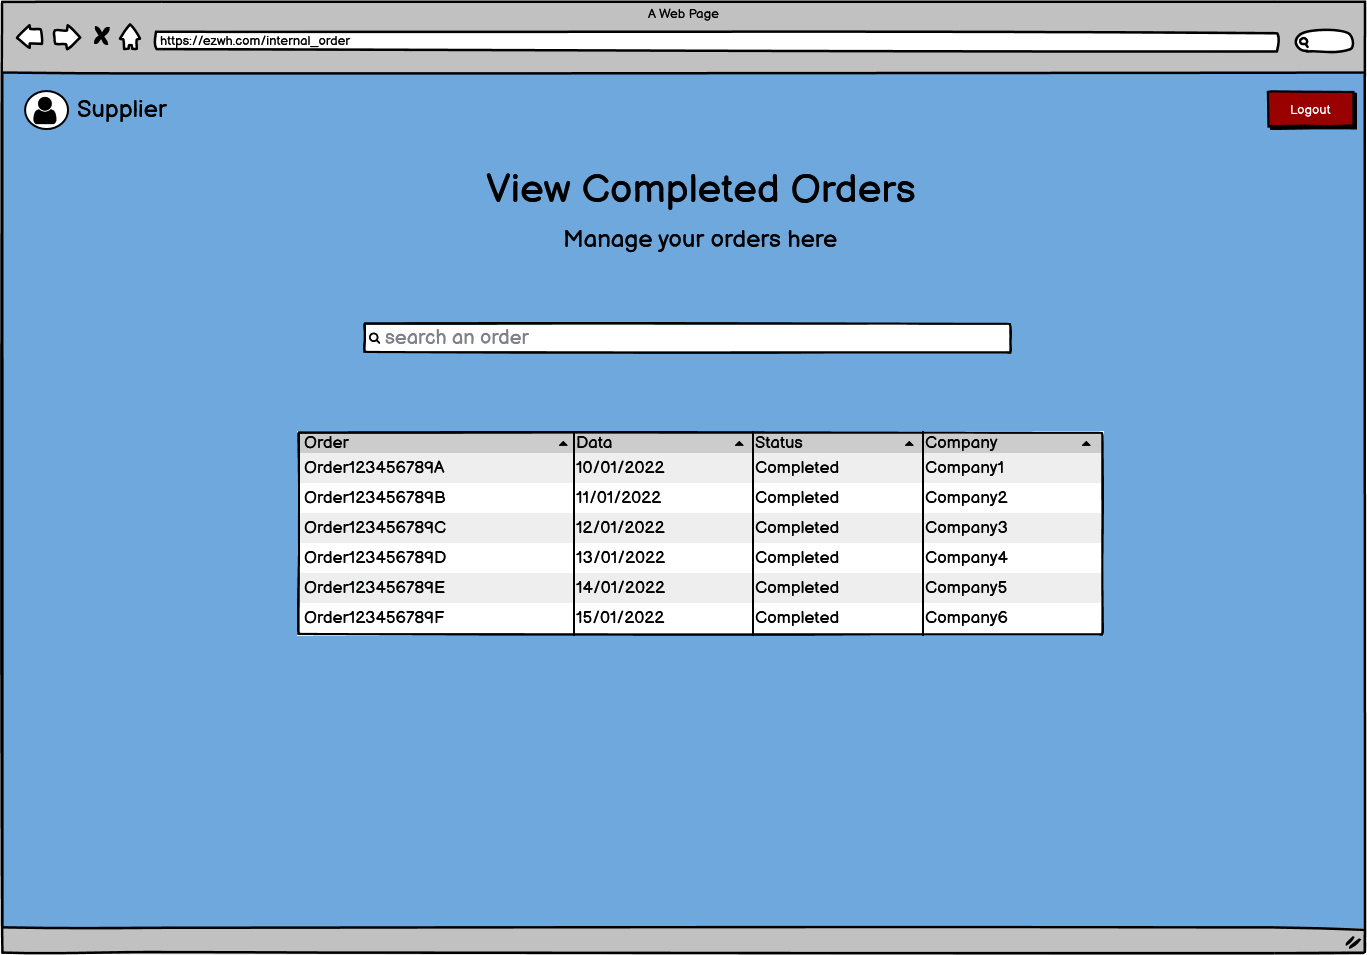 A Web Page
https://ezwh.com/internal_order
Supplier
Logout
View Completed Orders
Manage your orders here
search an order
Order Data Status Company
Order123456789A 10/01/2022 Completed Company1
Order123456789B 11/01/2022 Completed Company2
Order123456789C 12/01/2022 Completed Company3
Order123456789D 13/01/2022 Completed Company4
Order123456789E 14/01/2022 Completed Company5
Order123456789F 15/01/2022 Completed Company6